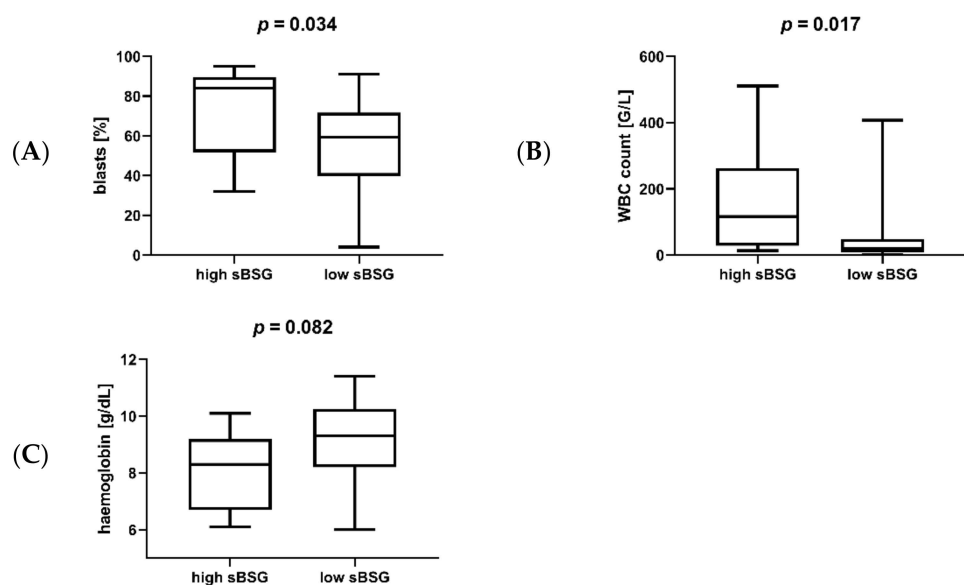 p = 0.034
(A)
blasts [%]
100
80
60
40
20
0
high sBSG low sBSG
p = 0.017
(B)
WBC count [G/L]
600
400
200
0
high sBSG low sBSG
p = 0.082
(C)
haemoglobin [g/dL]
12
10
8
6
high sBSG low sBSG